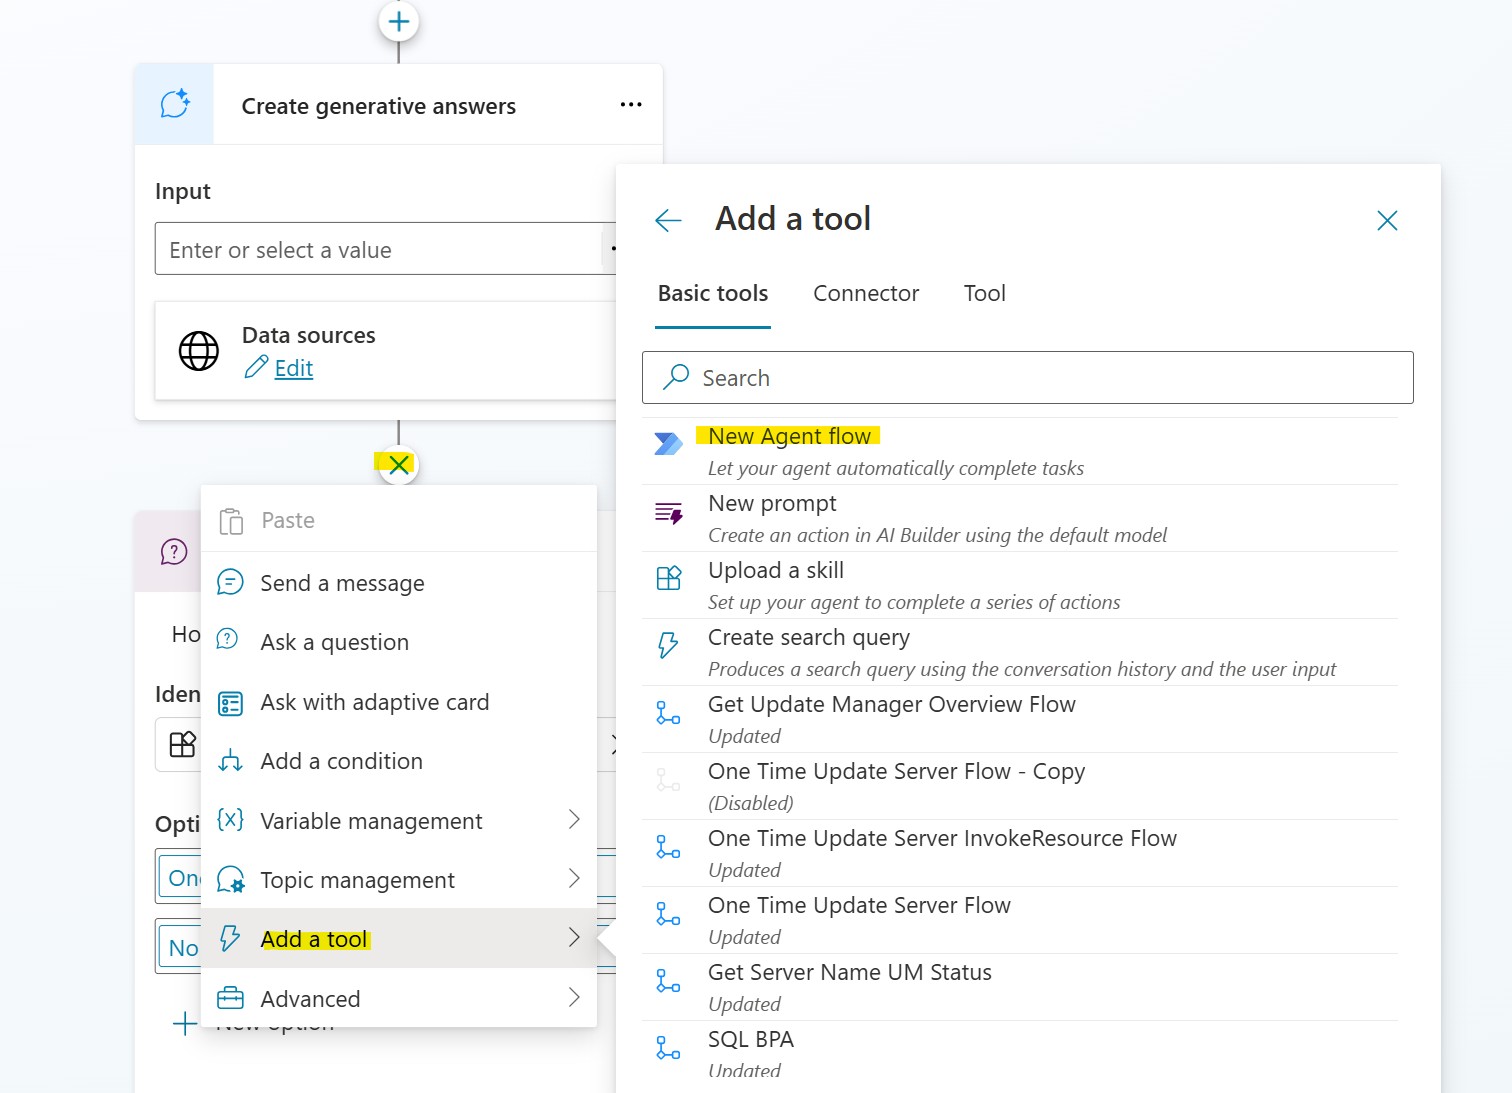 Create generative answers
Input
Enter or select a value
Data sources
Edit
Paste
Send a message
Ask a question
Ask with adaptive card
Add a condition
Variable management
Topic management
Add a tool
Advanced
New option
Add a tool
Basic tools Connector Tool
Search
New Agent flow
Let your agent automatically complete tasks
New prompt
Create an action in AI Builder using the default model
Upload a skill
Set up your agent to complete a series of actions
Create search query
Produces a search query using the conversation history and the user input
Get Update Manager Overview Flow
Updated
One Time Update Server Flow - Copy
(Disabled)
One Time Update Server InvokeResource Flow
Updated
One Time Update Server Flow
Updated
Get Server Name UM Status
Updated
SQL BPA
Updated